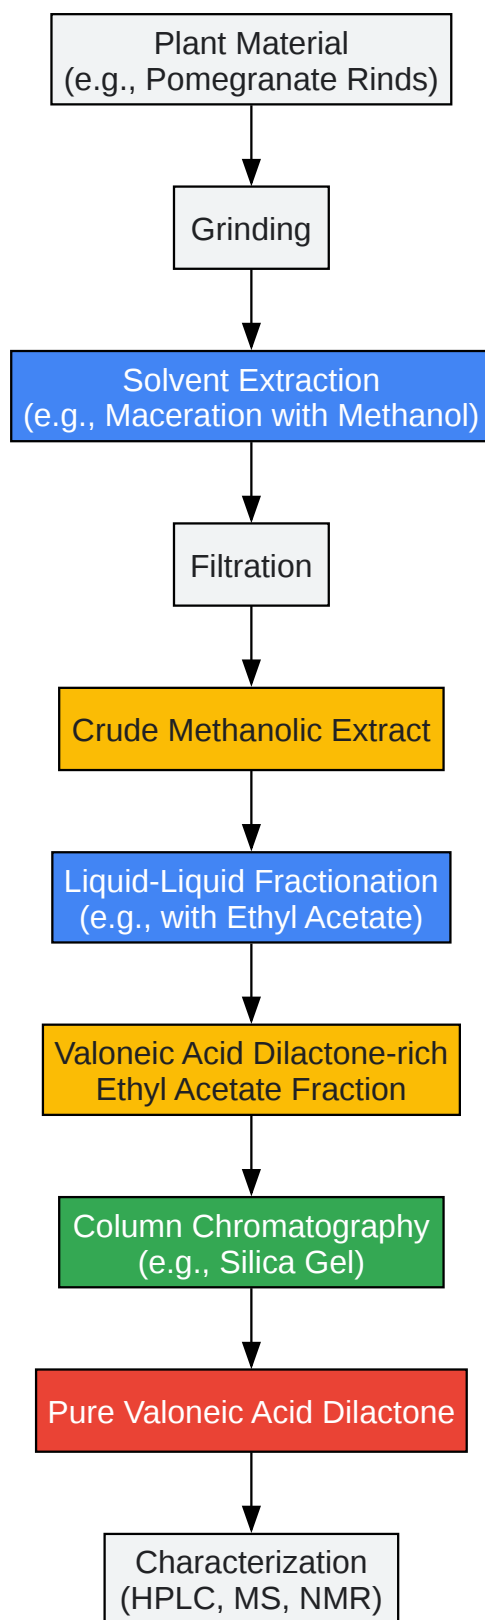 Plant Material
(e.g., Pomegranate Rinds)
Grinding
Solvent Extraction
(e.g., Maceration with Methanol)
Filtration
Crude Methanolic Extract
Liquid-Liquid Fractionation
(e.g., with Ethyl Acetate)
Valoneic Acid Dilactone-rich
Ethyl Acetate Fraction
Column Chromatography
(e.g., Silica Gel)
Pure Valoneic Acid Dilactone
Characterization
(HPLC, MS, NMR)